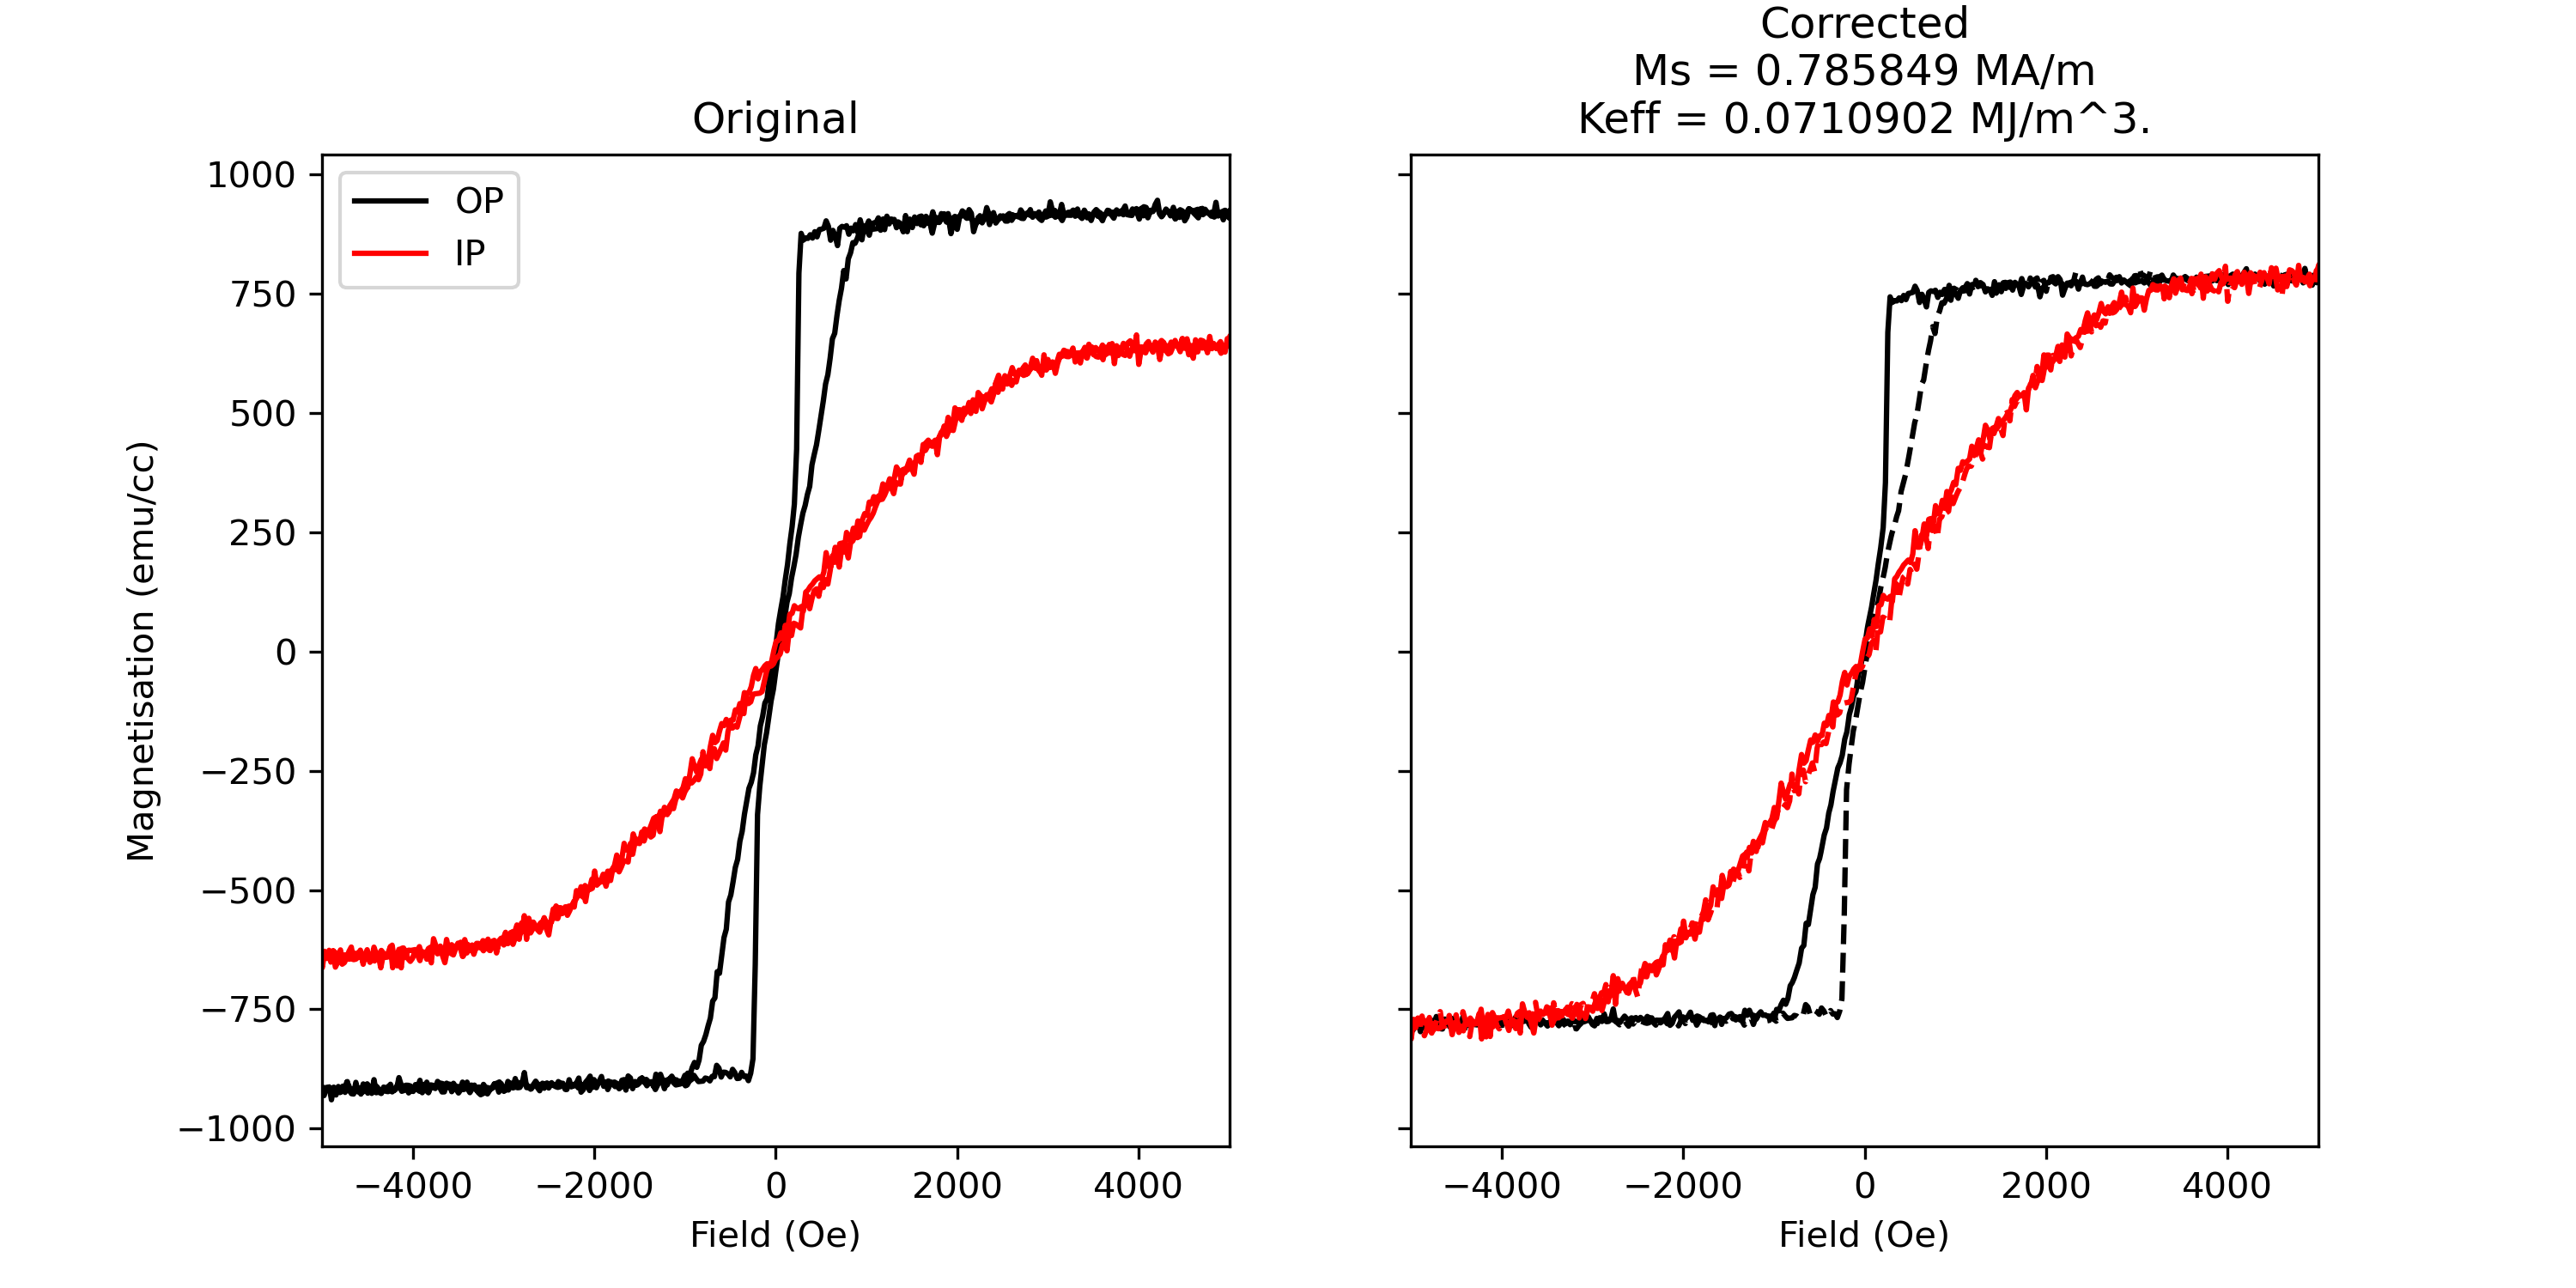 Original
OP
IP
1000
750
500
250
0
−250
−500
−750
−1000
Magnetisation (emu/cc)
−4000 −2000 0 2000 4000
Field (Oe)
Corrected
Ms = 0.785849 MA/m
Keff = 0.0710902 MJ/m^3.
−4000 −2000 0 2000 4000
Field (Oe)